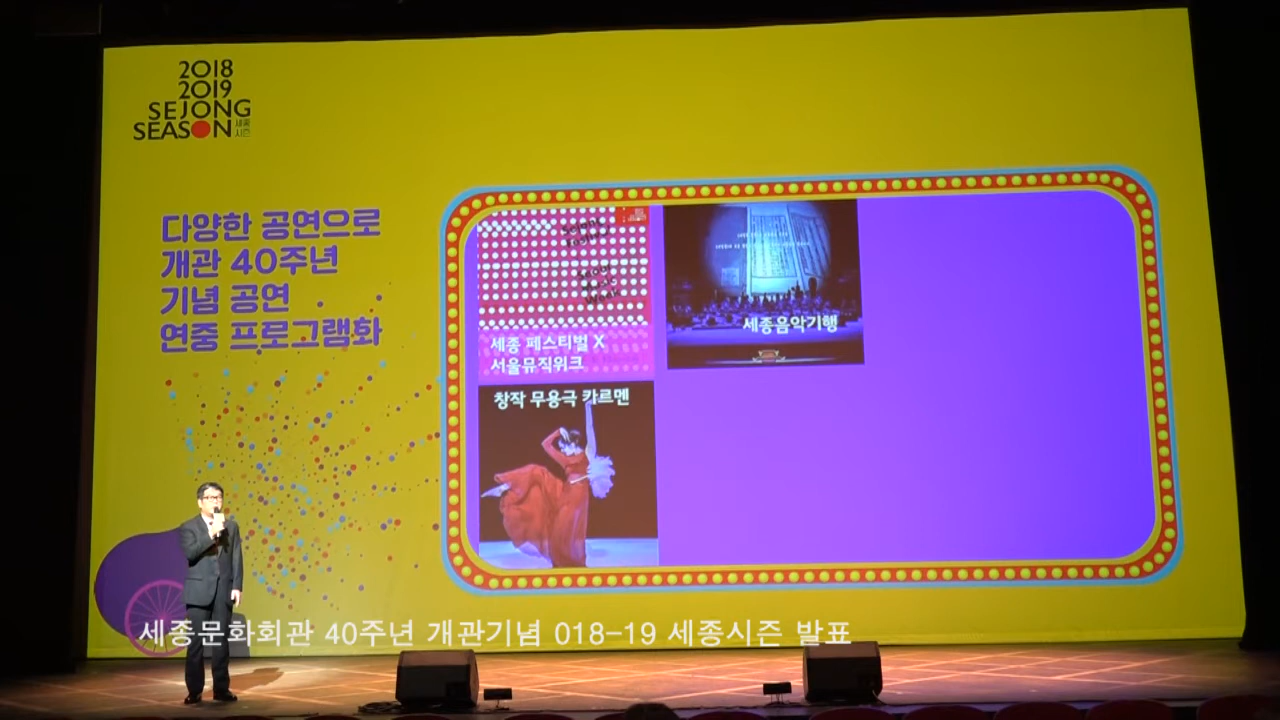 2018
2019
SEJONG
SEASON
세종
시즌
다양한 공연으로
개관 40주년
기념 공연
연중 프로그램화
세종 페스티벌 X
서울뮤직위크
세종음악기행
창작 무용극 카르멘
세종문화회관 40주년 개관기념 018-19 세종시즌 발표